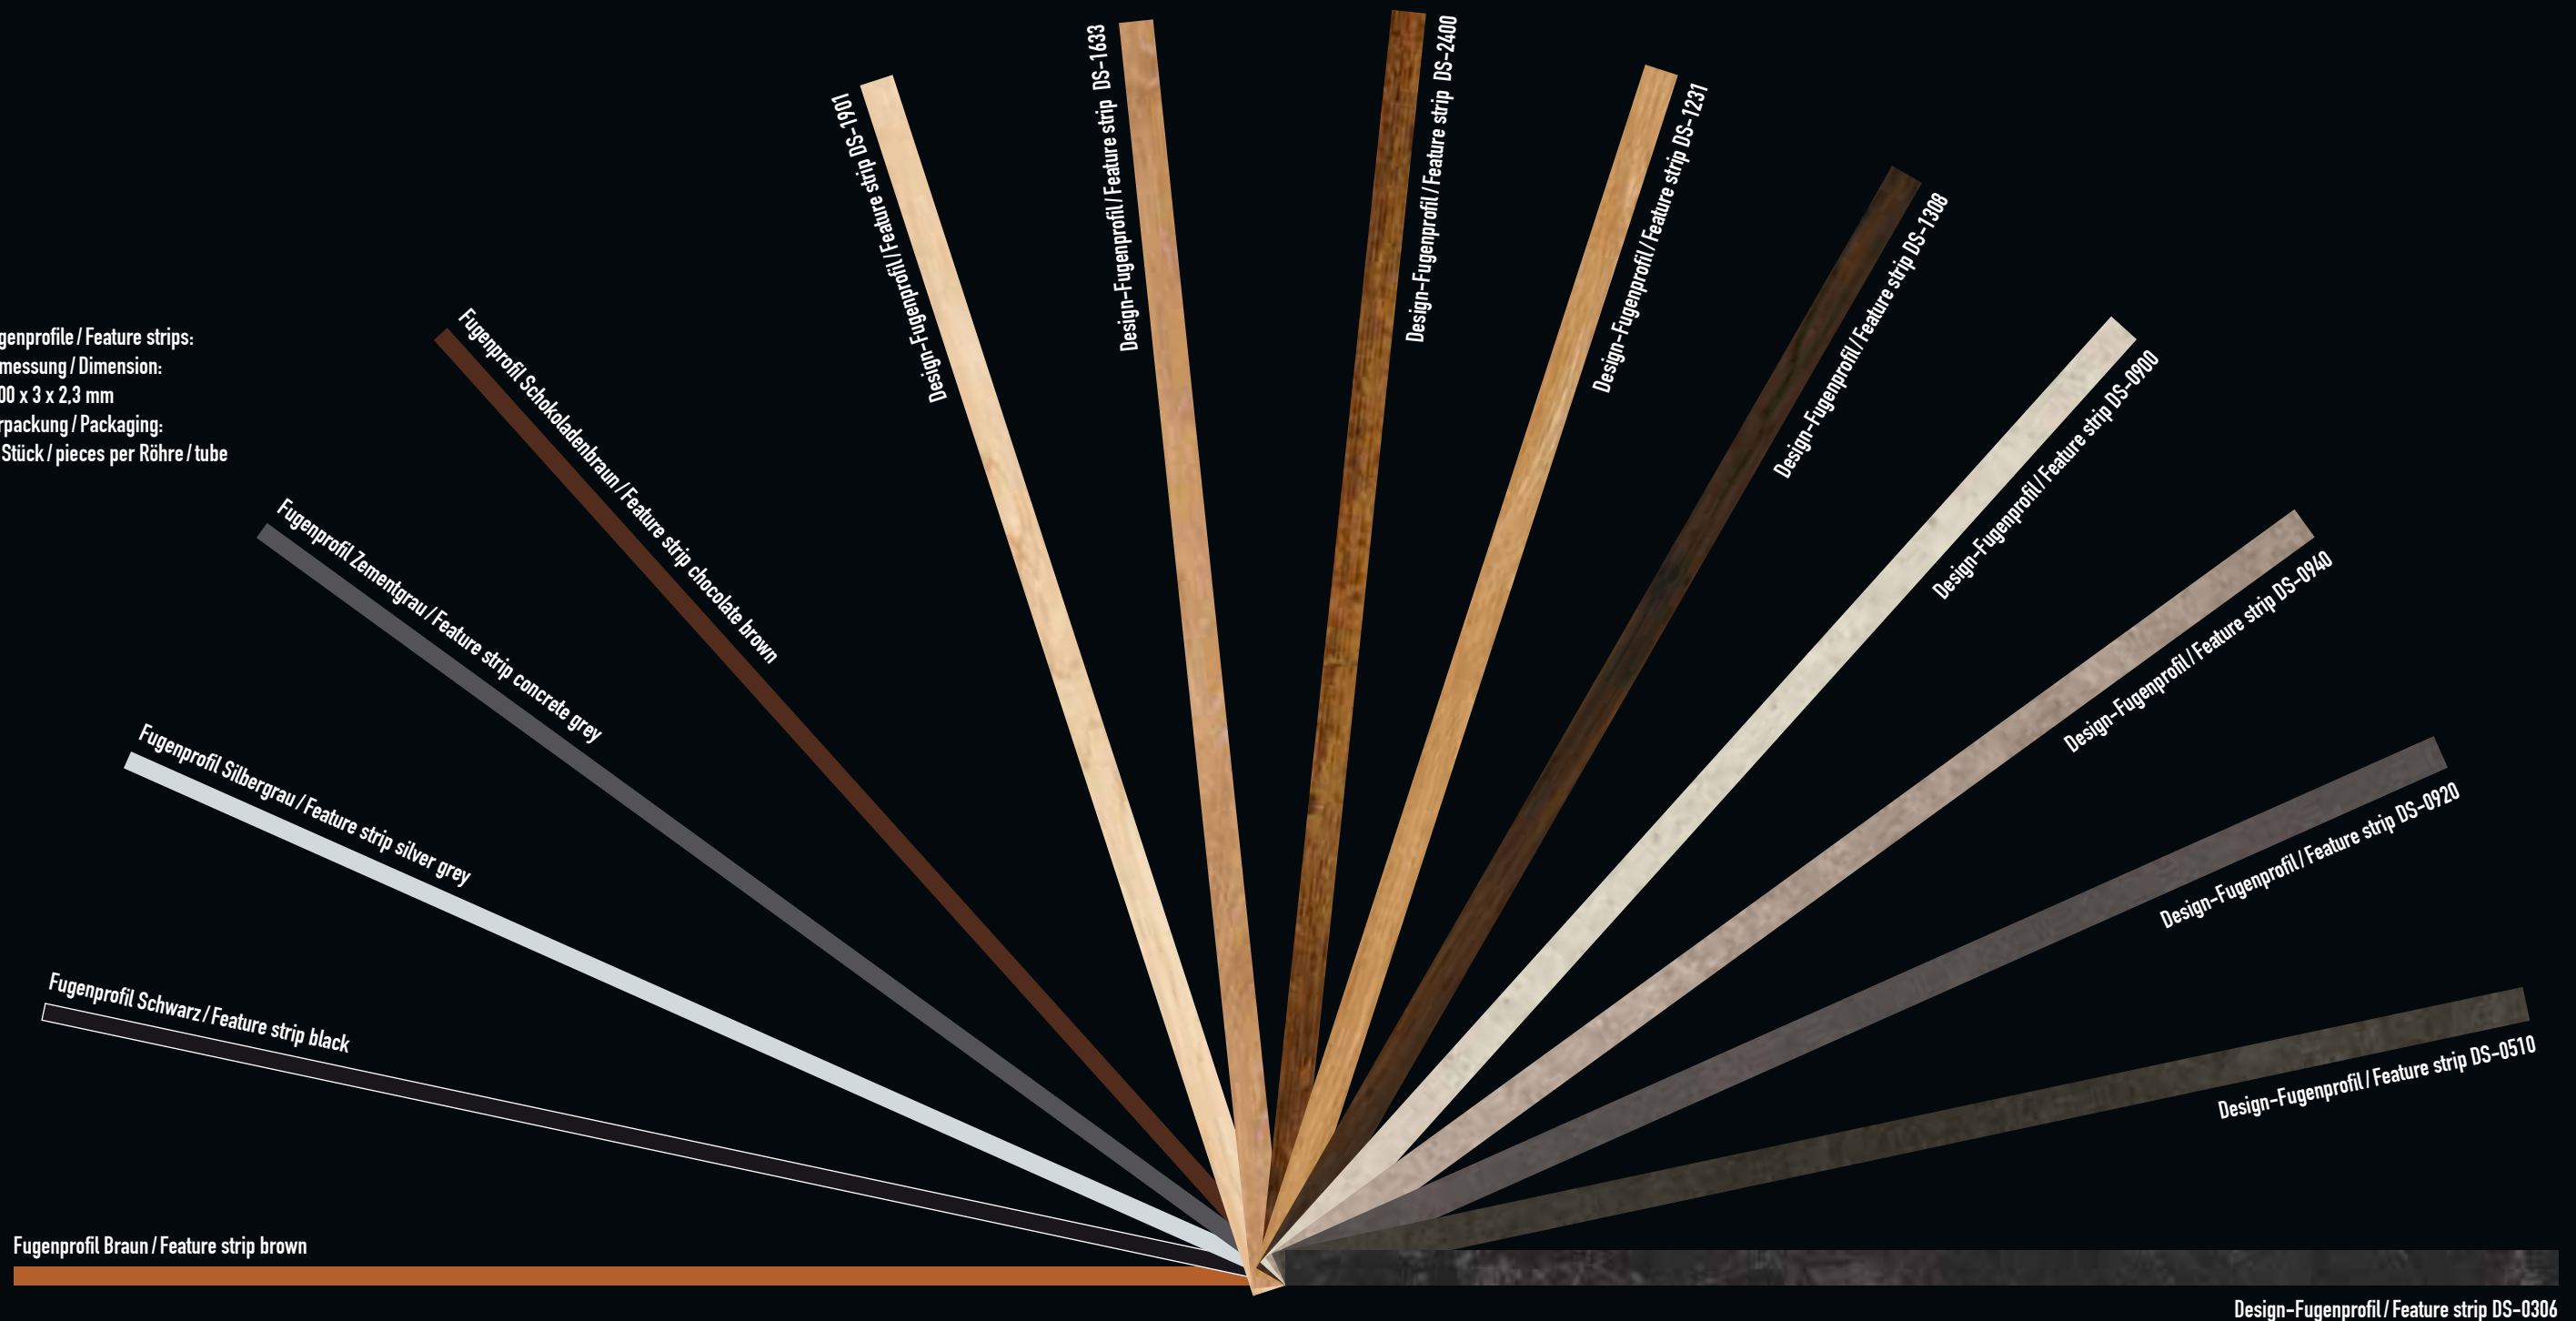 genprofile / Feature strips:
messung / Dimension:
00 x 3 x 2,3 mm
rpackung / Packaging:
Stück / pieces per Röhre / tube
Fugenprofil Braun / Feature strip brown
Fugenprofil Schwarz / Feature strip black
Fugenprofil Silbergrau / Feature strip silver grey
Fugenprofil Zementgrau / Feature strip concrete grey
Fugenprofil Schokoladenbraun / Feature strip chocolate brown
Design-Fugenprofil / Feature strip DS-1901
Design-Fugenprofil / Feature strip DS-1633
Design-Fugenprofil / Feature strip DS-2400
Design-Fugenprofil / Feature strip DS-1231
Design-Fugenprofil / Feature strip DS-1308
Design-Fugenprofil / Feature strip DS-0900
Design-Fugenprofil / Feature strip DS-0940
Design-Fugenprofil / Feature strip DS-0920
Design-Fugenprofil / Feature strip DS-0510
Design-Fugenprofil / Feature strip DS-0306